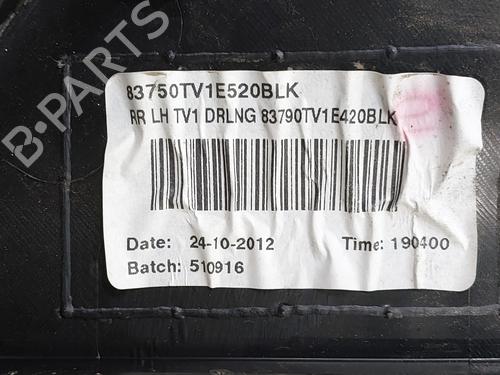 83750TV1E520BLK
RR LH TV1 DRLNG 83790TV1E420BLK
Date: 24-10-2012 Time: 190400
Batch: 510916
B-PARTS